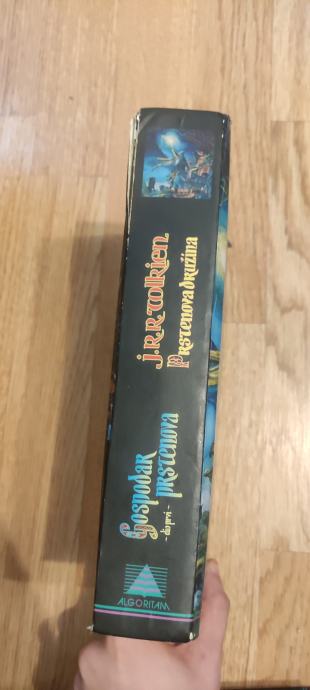 J.R.R. Tolkien
Prstenova družina
Gospodar
prstenova
- dio prvi -
ALGORITAM